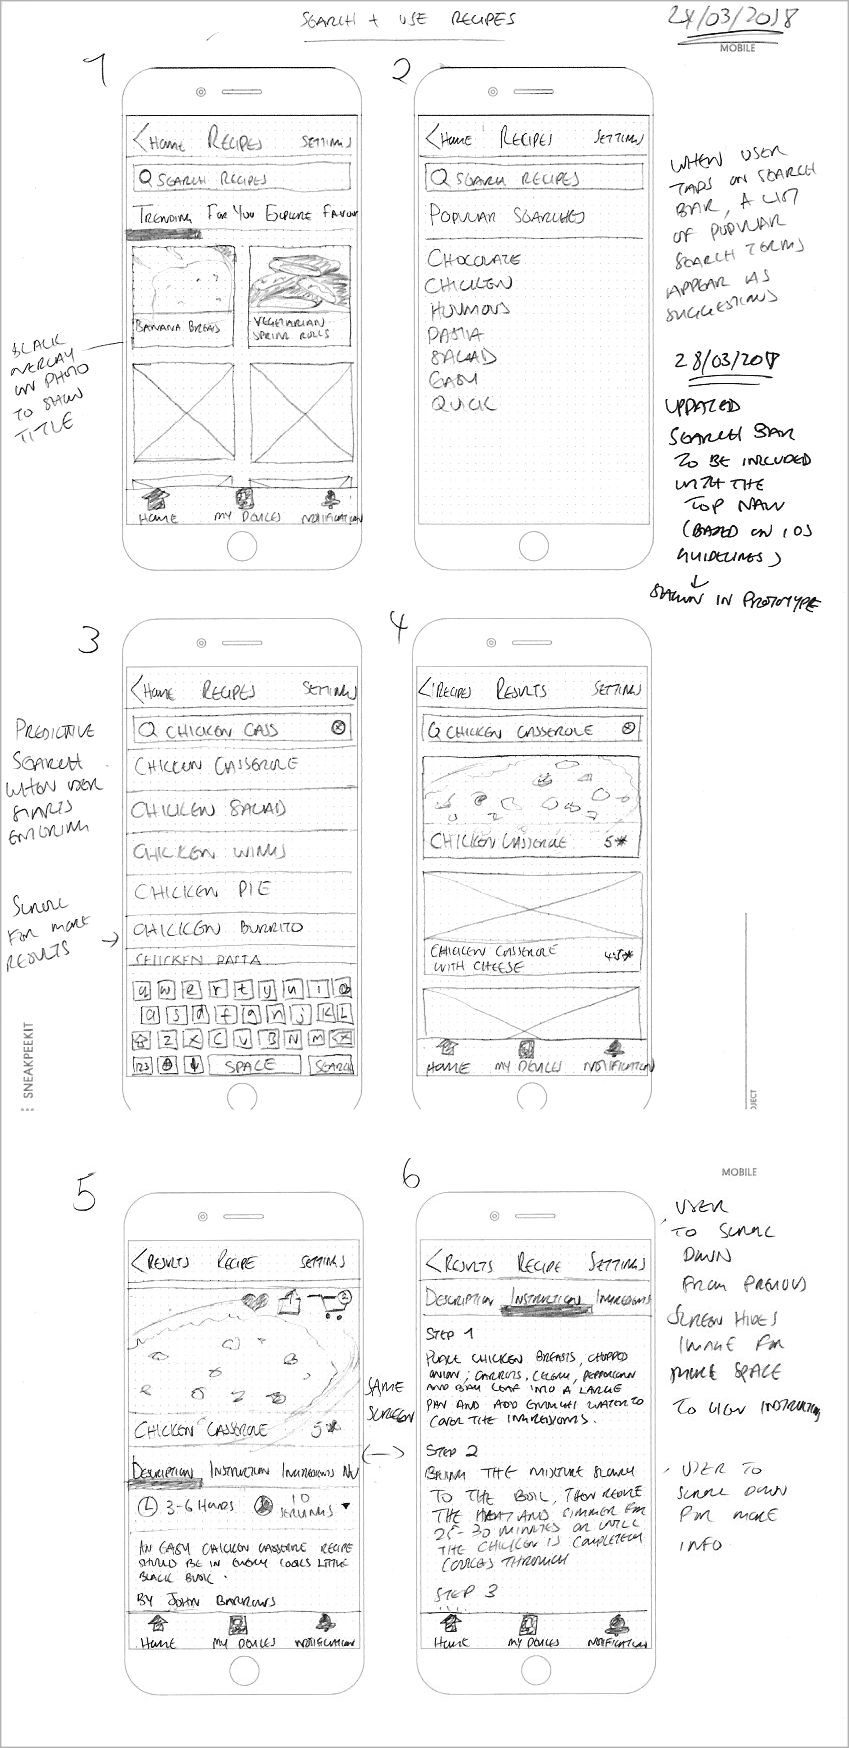 SEARCH + USE RECIPES
28/03/2018
MOBILE
1
HOME RECIPES SETTINGS
SEARCH RECIPES
TRENDING FOR YOU EXPLORE FAVOUR
BANANA BREAD
VEGETARIAN
SPRING ROLLS
HOME MY DEVICES NOTIFICATION
BLACK
OVERLAY
ON PHOTO
TO SHOW
TITLE
2
HOME RECIPES SETTINGS
SEARCH RECIPES
POPULAR SEARCHES
CHOCOLATE
CHICKEN
HUMMOUS
PASTA
SALAD
EASY
QUICK
WHEN USER
TAPS ON SEARCH
BAR, A LIST
OF POPULAR
SEARCH TERMS
APPEAR AS
SUGGESTIONS
28/03/2018
UPDATED
SEARCH BAR
TO BE INCLUDED
WITH THE
TOP NAV
(BASED ON iOS
GUIDELINES)
SHOWN IN PROTOTYPE
3
HOME RECIPES SETTINGS
CHICKEN CASS
CHICKEN CASSEROLE
CHICKEN SALAD
CHICKEN WINGS
CHICKEN PIE
CHICKEN BURRITO
CHICKEN PASTA
q w e r t y u i o
a s d f g h j k L
Z X C V B N M
123 SPACE SEARCH
PREDICTIVE
SEARCH
WHEN USER
STARTS
ENTERING
SCROLL
FOR MORE
RESULTS
SNEAKPEEKIT
4
RECIPES RESULTS SETTINGS
CHICKEN CASSEROLE
CHICKEN CASSEROLE 5*
CHICKEN CASSEROLE
WITH CHEESE 4.5*
HOME MY DEVICES NOTIFICATION
JECT
5
RESULTS RECIPE SETTINGS
2
CHICKEN CASSEROLE 5*
DESCRIPTION INSTRUCTION INGREDIENTS NU
3-6 HOURS 10
SERVINGS
AN EASY CHICKEN CASSEROLE RECIPE
SHOULD BE IN EVERY COOKS LITTLE
BLACK BOOK.
BY JOHN BARROWS
HOME MY DEVICES NOTIFICATION
SAME
SCREEN
MOBILE
6
RESULTS RECIPE SETTINGS
DESCRIPTION INSTRUCTION INGREDIENTS
STEP 1
PLACE CHICKEN BREASTS, CHOPPED
ONION, CARROTS, CELERY, PEPPERCORN
AND BAY LEAF INTO A LARGE
PAN AND ADD ENOUGH WATER TO
COVER THE INGREDIENTS.
STEP 2
BRING THE MIXTURE SLOWLY
TO THE BOIL, THEN REDUCE
THE HEAT AND SIMMER FOR
25-30 MINUTES OR UNTIL
THE CHICKEN IS COMPLETELY
COOKED THROUGH
STEP 3
HOME MY DEVICES NOTIFICATION
USER
TO SCROLL
DOWN
FROM PREVIOUS
SCREEN HIDES
IMAGE FOR
MORE SPACE
TO VIEW INSTRUCTION
USER TO
SCROLL DOWN
FOR MORE
INFO